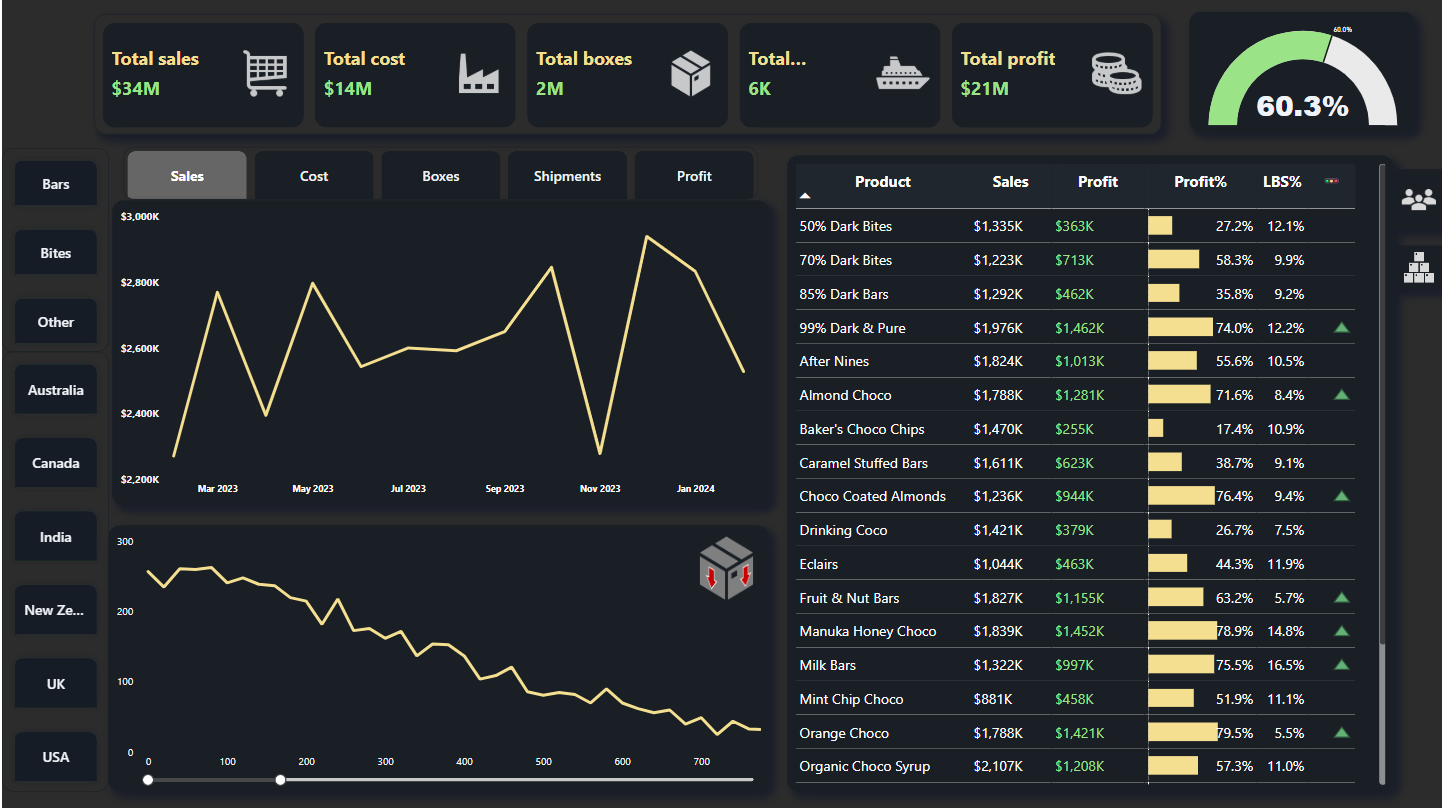 Total sales
$34M
Total cost
$14M
Total boxes
2M
Total...
6K
Total profit
$21M
60.0%
60.3%
Bars
Bites
Other
Australia
Canada
India
New Ze...
UK
USA
Sales Cost Boxes Shipments Profit
$3,000K
$2,800K
$2,600K
$2,400K
$2,200K
Mar 2023 May 2023 Jul 2023 Sep 2023 Nov 2023 Jan 2024
300
200
100
0
0 100 200 300 400 500 600 700
Product Sales Profit Profit% LBS%
50% Dark Bites $1,335K $363K 27.2% 12.1%
70% Dark Bites $1,223K $713K 58.3% 9.9%
85% Dark Bars $1,292K $462K 35.8% 9.2%
99% Dark & Pure $1,976K $1,462K 74.0% 12.2%
After Nines $1,824K $1,013K 55.6% 10.5%
Almond Choco $1,788K $1,281K 71.6% 8.4%
Baker's Choco Chips $1,470K $255K 17.4% 10.9%
Caramel Stuffed Bars $1,611K $623K 38.7% 9.1%
Choco Coated Almonds $1,236K $944K 76.4% 9.4%
Drinking Coco $1,421K $379K 26.7% 7.5%
Eclairs $1,044K $463K 44.3% 11.9%
Fruit & Nut Bars $1,827K $1,155K 63.2% 5.7%
Manuka Honey Choco $1,839K $1,452K 78.9% 14.8%
Milk Bars $1,322K $997K 75.5% 16.5%
Mint Chip Choco $881K $458K 51.9% 11.1%
Orange Choco $1,788K $1,421K 79.5% 5.5%
Organic Choco Syrup $2,107K $1,208K 57.3% 11.0%